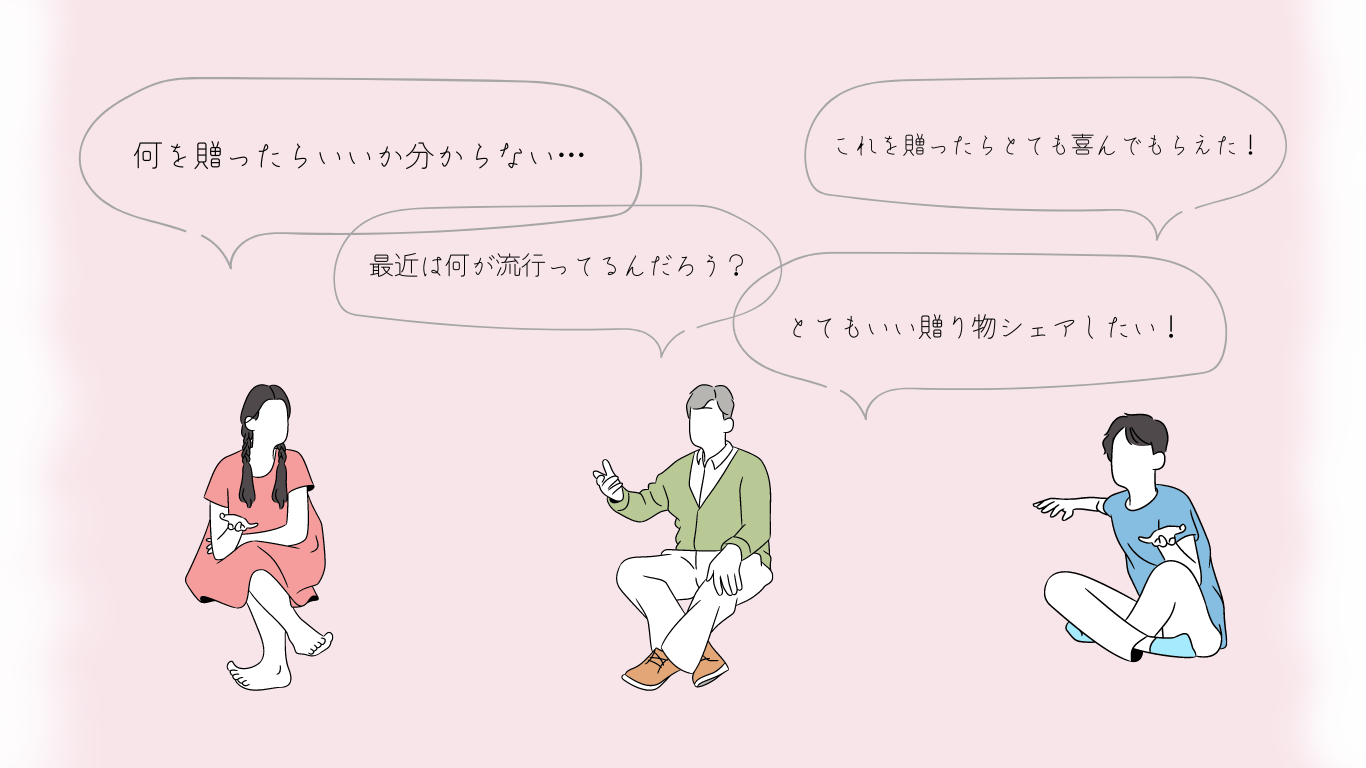 何を贈ったらいいか分からない…
これを贈ったらとても喜んでもらえた！
最近は何が流行ってるんだろう？
とてもいい贈り物シェアしたい！